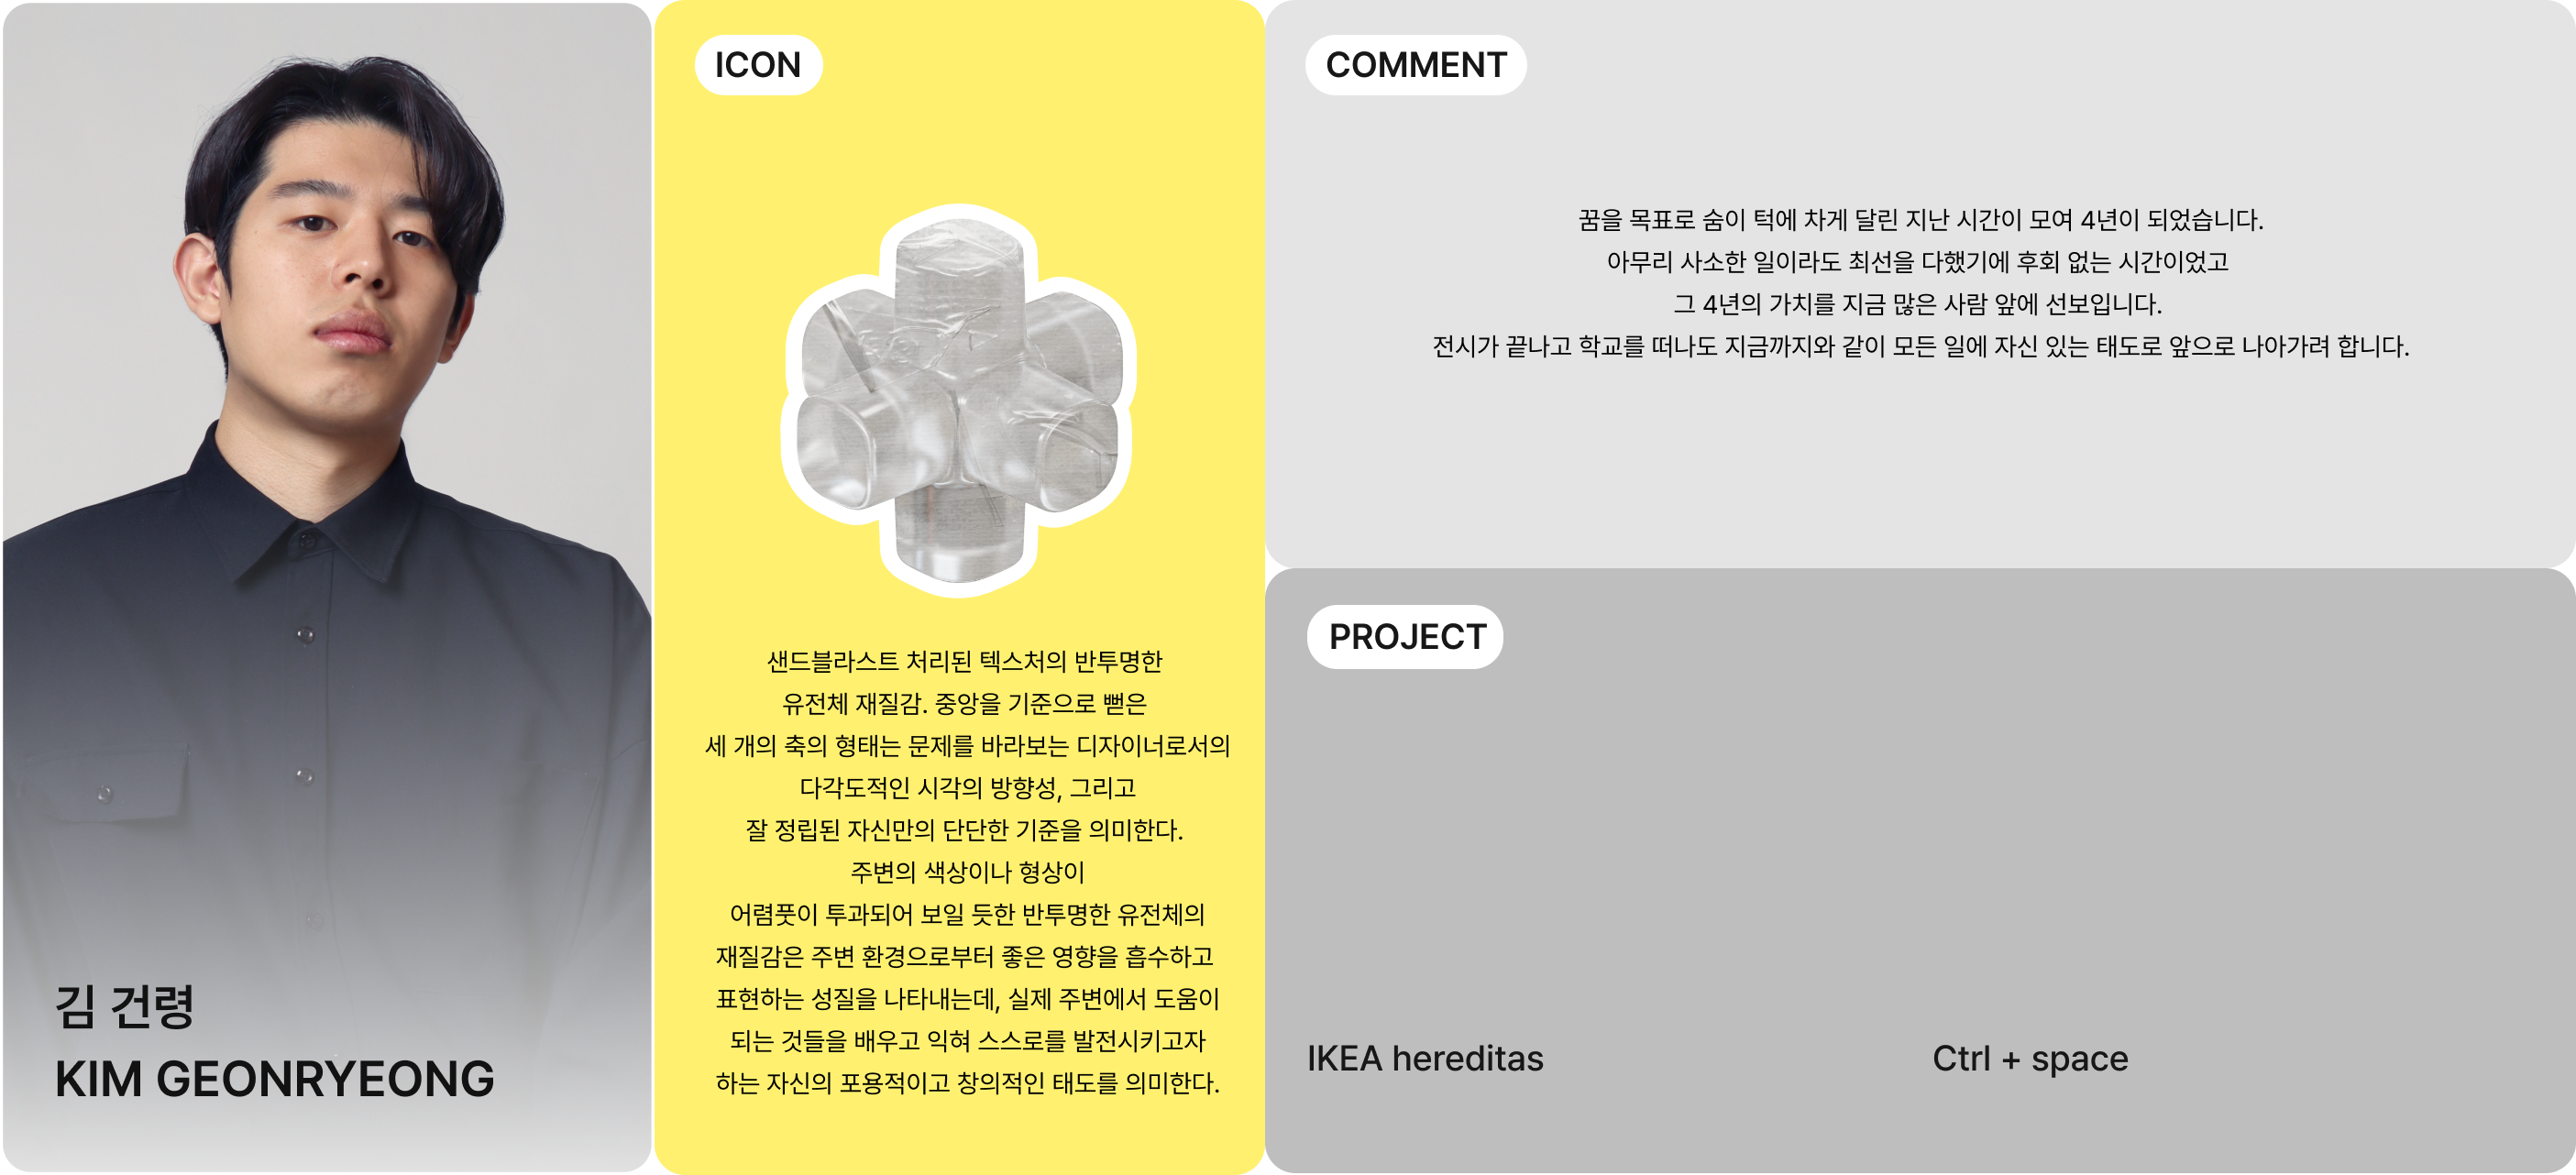 김 건령
KIM GEONRYEONG
ICON
샌드블라스트 처리된 텍스처의 반투명한
유전체 재질감. 중앙을 기준으로 뻗은
세 개의 축의 형태는 문제를 바라보는 디자이너로서의
다각도적인 시각의 방향성, 그리고
잘 정립된 자신만의 단단한 기준을 의미한다.
주변의 색상이나 형상이
어렴풋이 투과되어 보일 듯한 반투명한 유전체의
재질감은 주변 환경으로부터 좋은 영향을 흡수하고
표현하는 성질을 나타내는데, 실제 주변에서 도움이
되는 것들을 배우고 익혀 스스로를 발전시키고자
하는 자신의 포용적이고 창의적인 태도를 의미한다.
COMMENT
꿈을 목표로 숨이 턱에 차게 달린 지난 시간이 모여 4년이 되었습니다.
아무리 사소한 일이라도 최선을 다했기에 후회 없는 시간이었고
그 4년의 가치를 지금 많은 사람 앞에 선보입니다.
전시가 끝나고 학교를 떠나도 지금까지와 같이 모든 일에 자신 있는 태도로 앞으로 나아가려 합니다.
PROJECT
IKEA hereditas
Ctrl + space